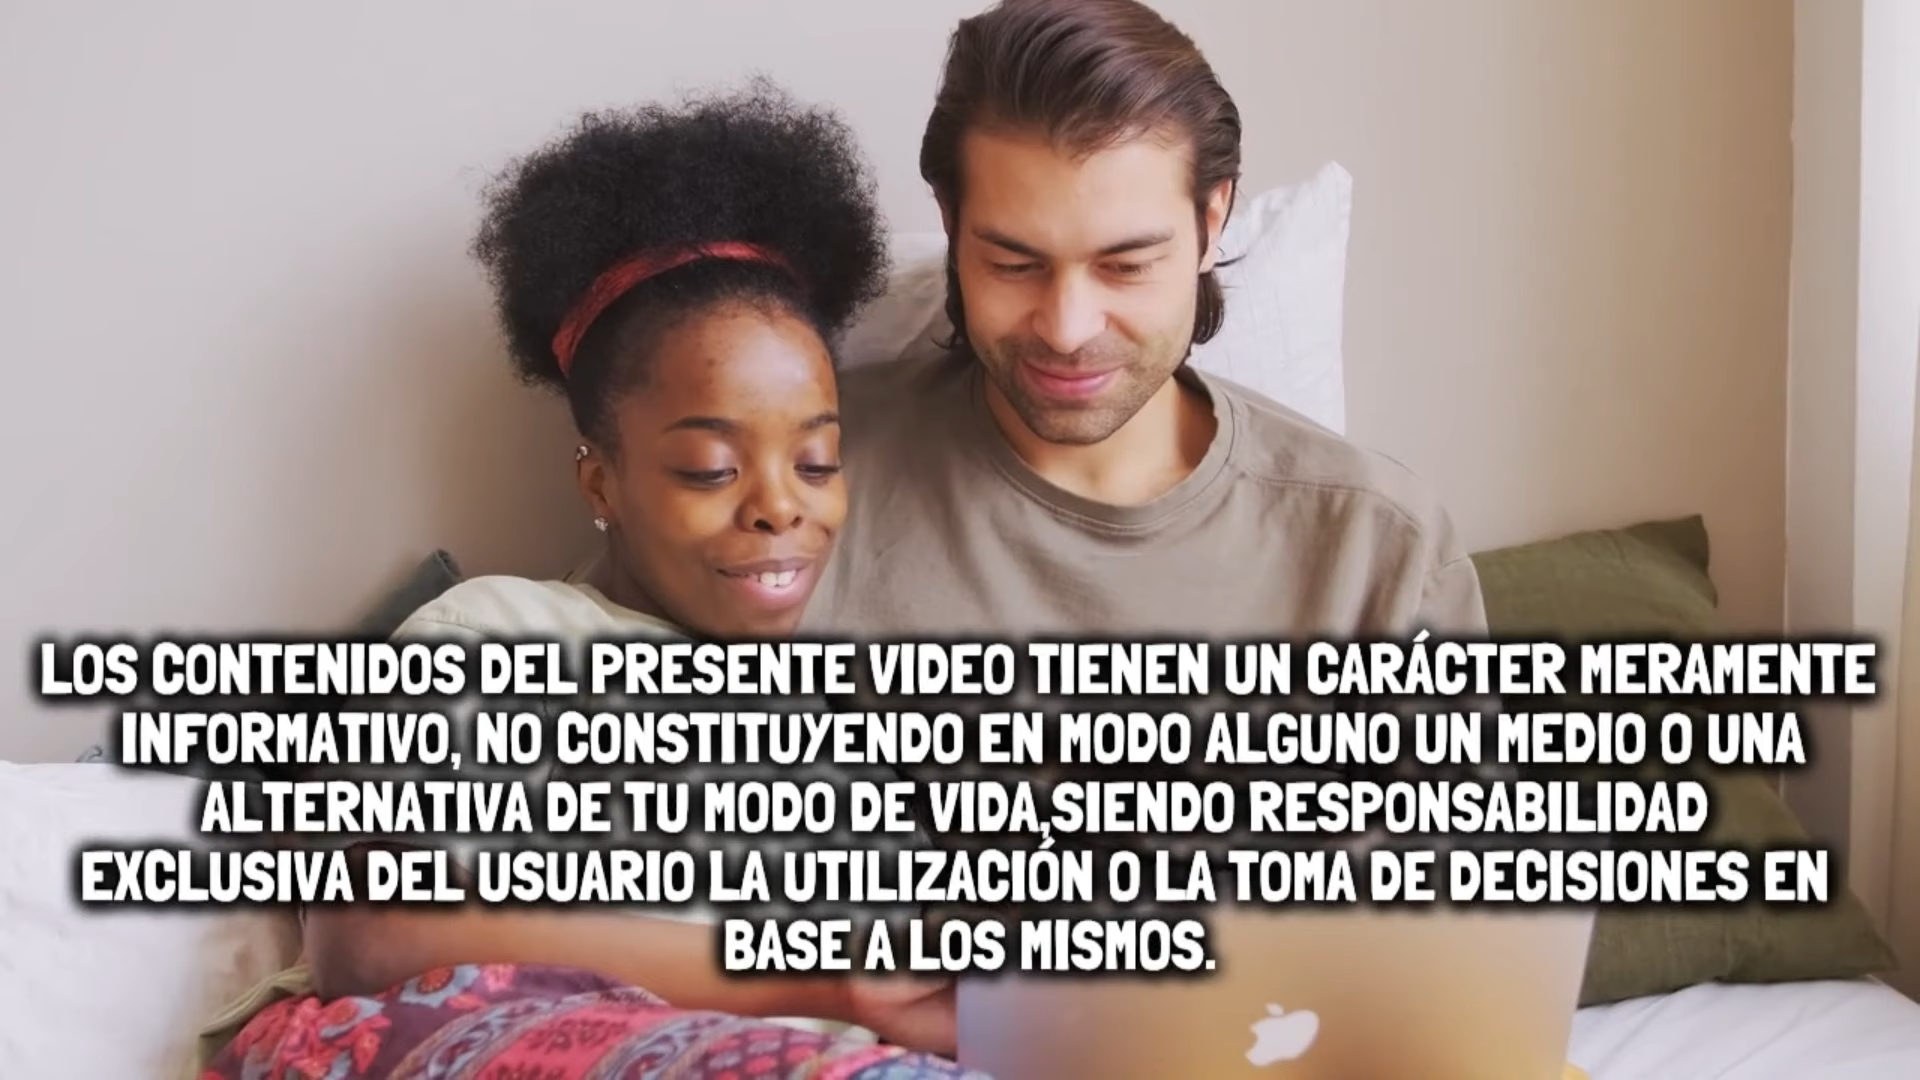 LOS CONTENIDOS DEL PRESENTE VIDEO TIENEN UN CARÁCTER MERAMENTE
INFORMATIVO, NO CONSTITUYENDO EN MODO ALGUNO UN MEDIO O UNA
ALTERNATIVA DE TU MODO DE VIDA,SIENDO RESPONSABILIDAD
EXCLUSIVA DEL USUARIO LA UTILIZACIÓN O LA TOMA DE DECISIONES EN
BASE A LOS MISMOS.